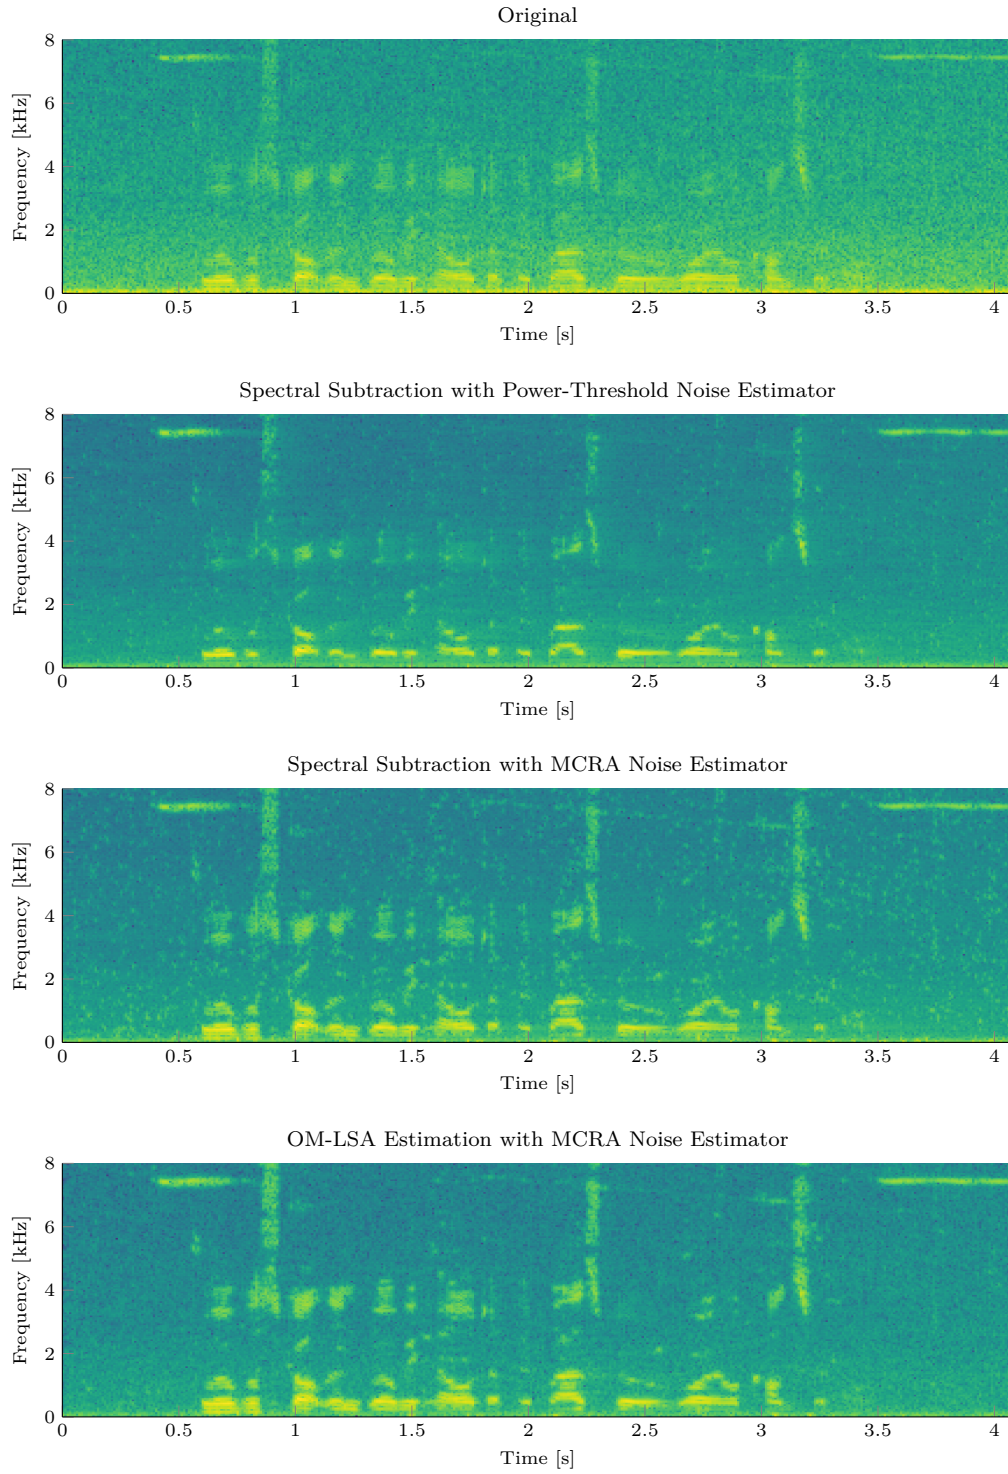 Original
Frequency [kHz]
8
6
4
2
0
0 0.5 1 1.5 2 2.5 3 3.5 4
Time [s]
Spectral Subtraction with Power-Threshold Noise Estimator
Frequency [kHz]
8
6
4
2
0
0 0.5 1 1.5 2 2.5 3 3.5 4
Time [s]
Spectral Subtraction with MCRA Noise Estimator
Frequency [kHz]
8
6
4
2
0
0 0.5 1 1.5 2 2.5 3 3.5 4
Time [s]
OM-LSA Estimation with MCRA Noise Estimator
Frequency [kHz]
8
6
4
2
0
0 0.5 1 1.5 2 2.5 3 3.5 4
Time [s]